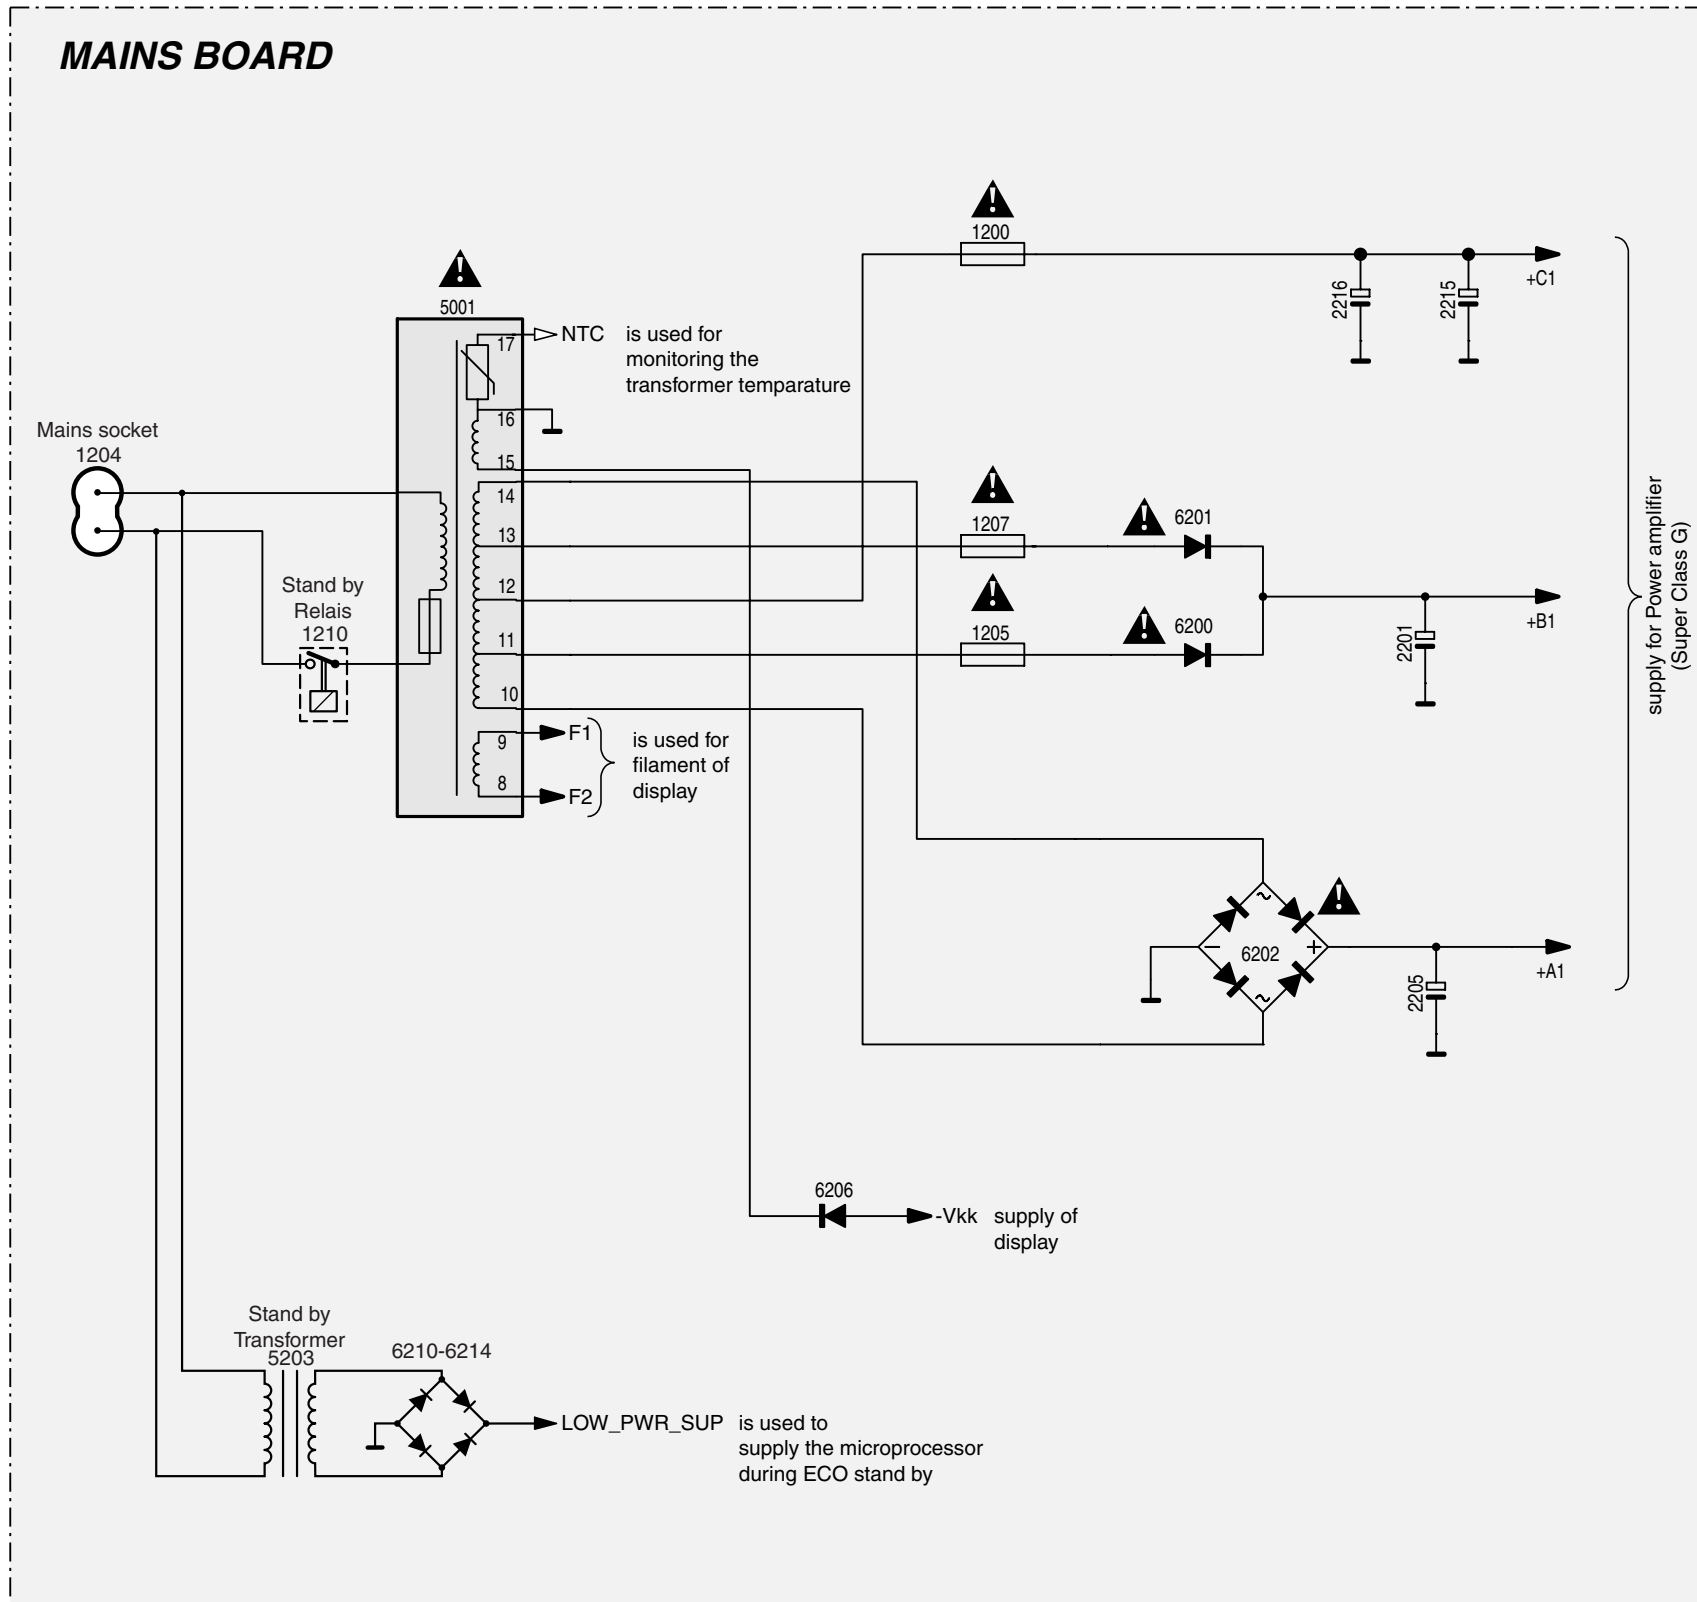 MAINS BOARD
1200
+C1
2216
2215
5001
17
NTC
is used for
monitoring the
transformer temparature
16
15
Mains socket
1204
14
13
12
11
10
9
8
1207
6201
1205
6200
+B1
2201
supply for Power amplifier
(Super Class G)
Stand by
Relais
1210
F1
F2
is used for
filament of
display
~
−
6202
+
~
+A1
2205
6206
-Vkk
supply of
display
Stand by
Transformer
5203
6210-6214
LOW_PWR_SUP
is used to
supply the microprocessor
during ECO stand by